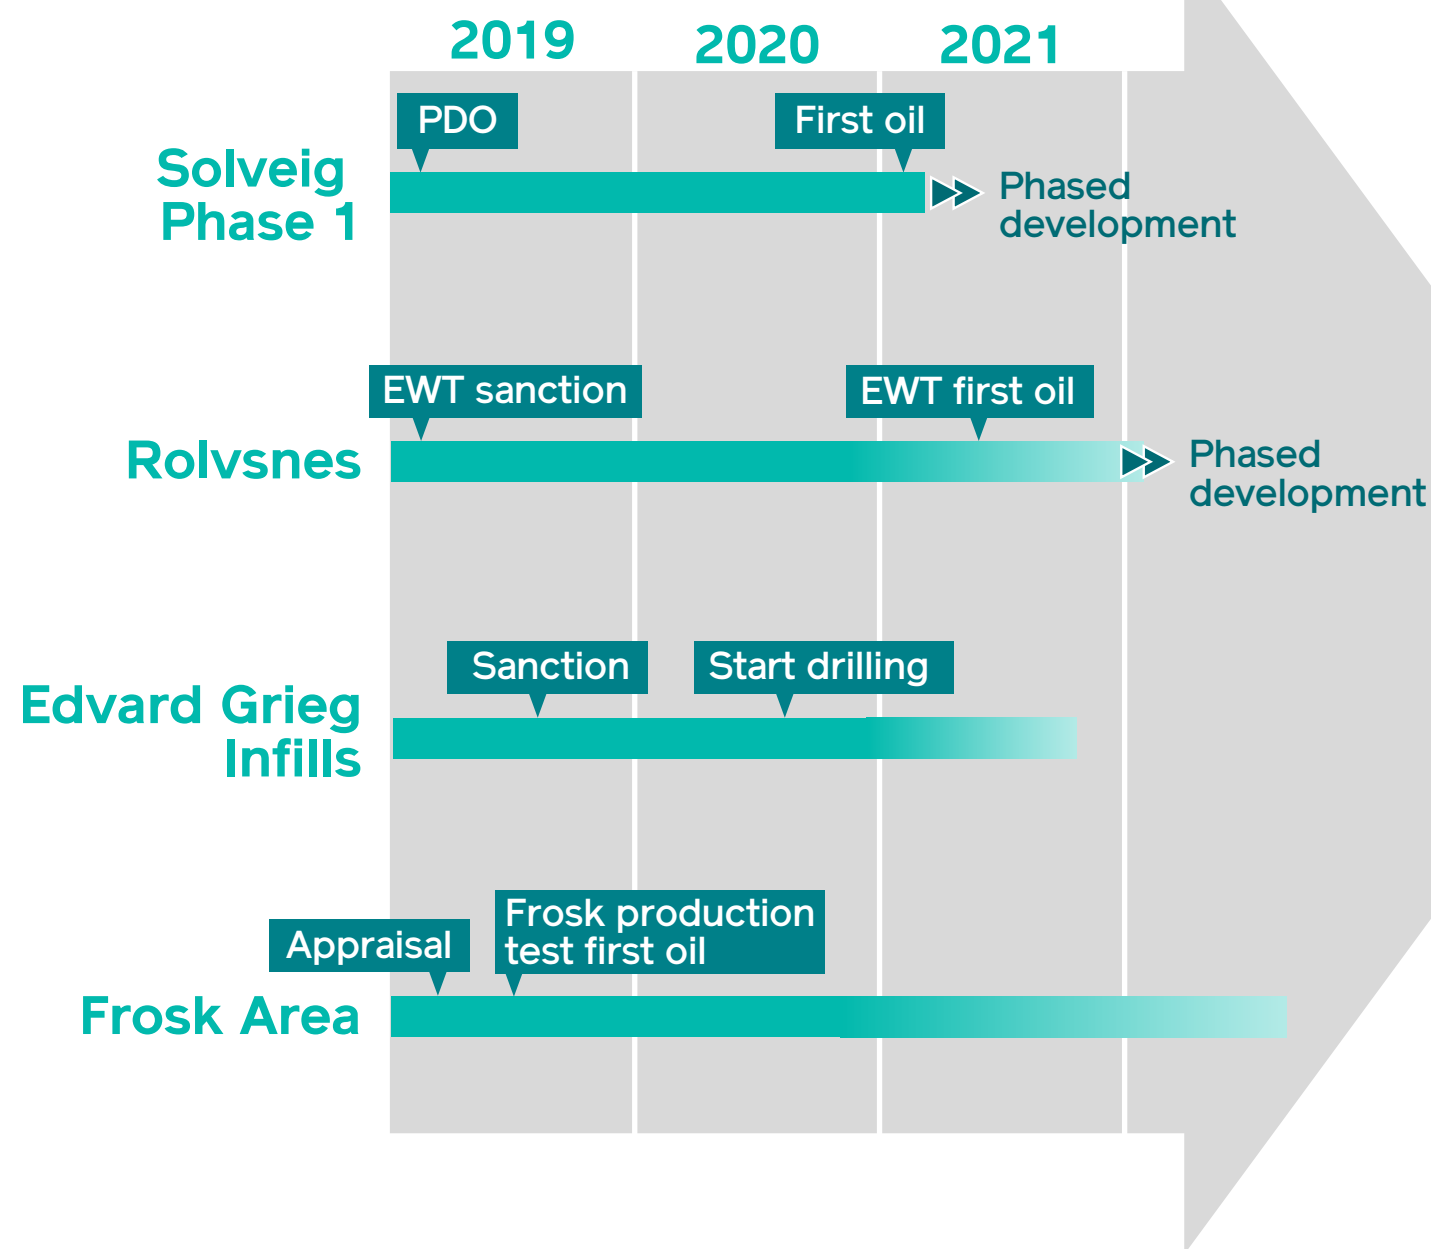 2019 2020 2021
PDO
First oil
Solveig
Phase 1
Phased
development
EWT sanction
EWT first oil
Rolvsnes
Phased
development
Sanction
Start drilling
Edvard Grieg
Infills
Appraisal
Frosk production
test first oil
Frosk Area